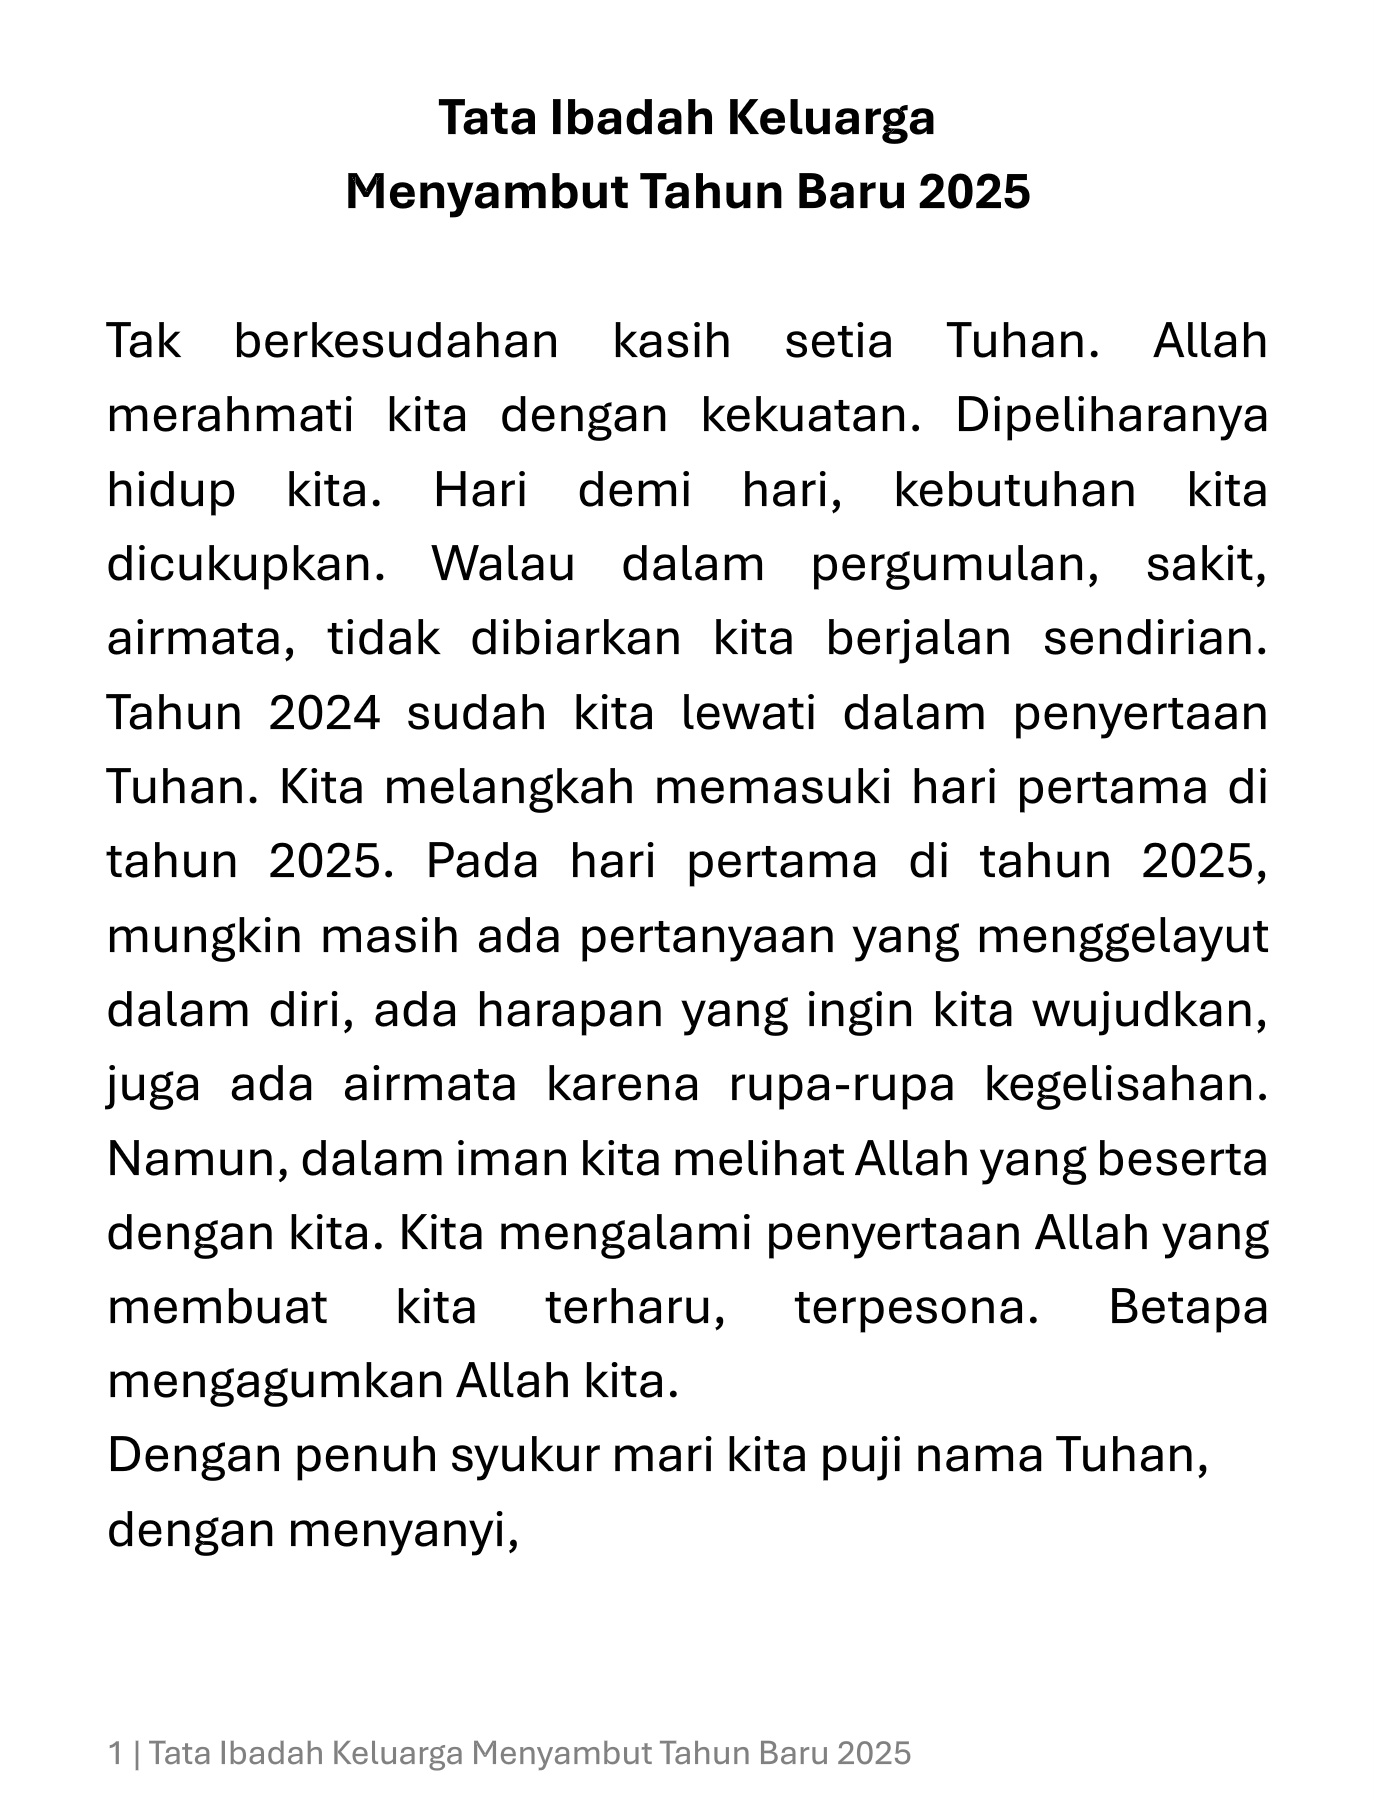 Tata Ibadah Keluarga
Menyambut Tahun Baru 2025
Tak berkesudahan kasih setia Tuhan. Allah
merahmati kita dengan kekuatan. Dipeliharanya
hidup kita. Hari demi hari, kebutuhan kita
dicukupkan. Walau dalam pergumulan, sakit,
airmata, tidak dibiarkan kita berjalan sendirian.
Tahun 2024 sudah kita lewati dalam penyertaan
Tuhan. Kita melangkah memasuki hari pertama di
tahun 2025. Pada hari pertama di tahun 2025,
mungkin masih ada pertanyaan yang menggelayut
dalam diri, ada harapan yang ingin kita wujudkan,
juga ada airmata karena rupa-rupa kegelisahan.
Namun, dalam iman kita melihat Allah yang beserta
dengan kita. Kita mengalami penyertaan Allah yang
membuat kita terharu, terpesona. Betapa
mengagumkan Allah kita.
Dengan penuh syukur mari kita puji nama Tuhan,
dengan menyanyi,
1 | Tata Ibadah Keluarga Menyambut Tahun Baru 2025